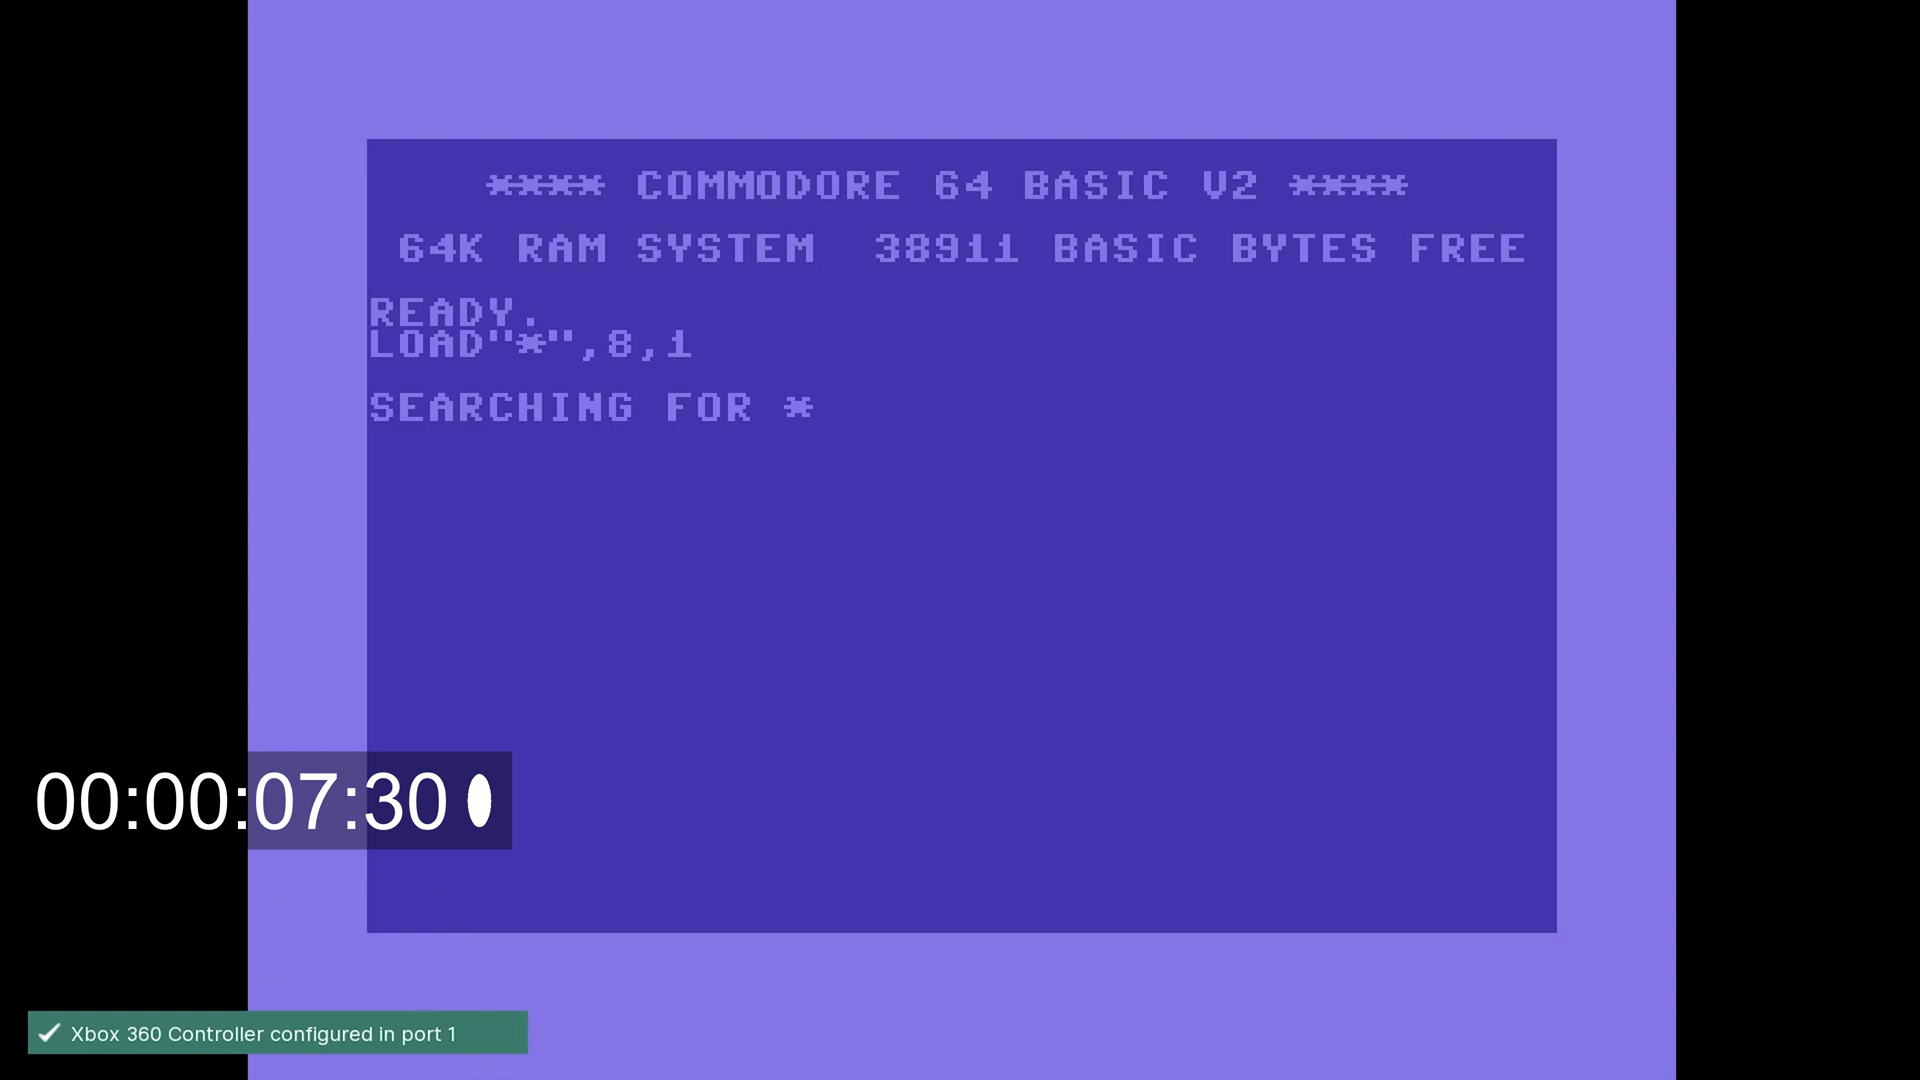 **** COMMODORE 64 BASIC V2 ****
64K RAM SYSTEM  38911 BASIC BYTES FREE
READY.
LOAD"*",8,1
SEARCHING FOR *
00:00:07:30
Xbox 360 Controller configured in port 1